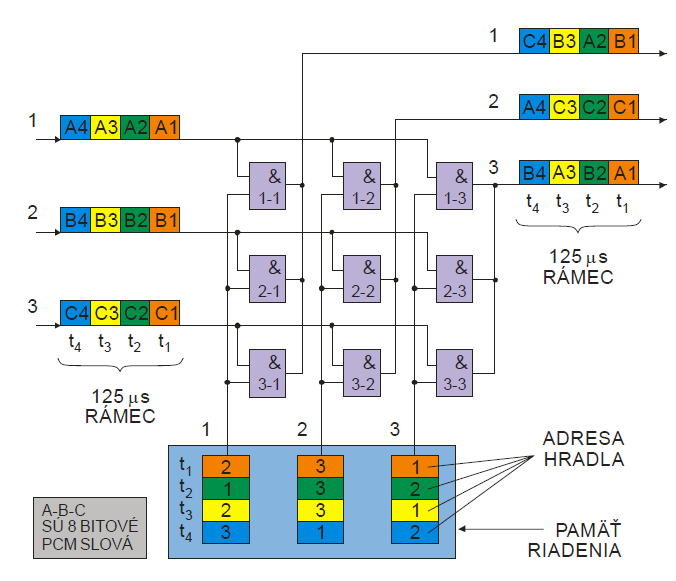 1
C4 B3 A2 B1
2
A4 C3 C2 C1
1
A4 A3 A2 A1
3
B4 A3 B2 A1
t4 t3 t2 t1
125 µs
RÁMEC
&
1-1
&
1-2
&
1-3
2
B4 B3 B2 B1
&
2-1
&
2-2
&
2-3
3
C4 C3 C2 C1
t4 t3 t2 t1
125 µs
RÁMEC
&
3-1
&
3-2
&
3-3
1 2 3
t1 2 3 1
t2 1 3 2
t3 2 3 1
t4 3 1 2
ADRESA
HRADLA
PAMÄŤ
RIADENIA
A-B-C
SÚ 8 BITOVÉ
PCM SLOVÁ